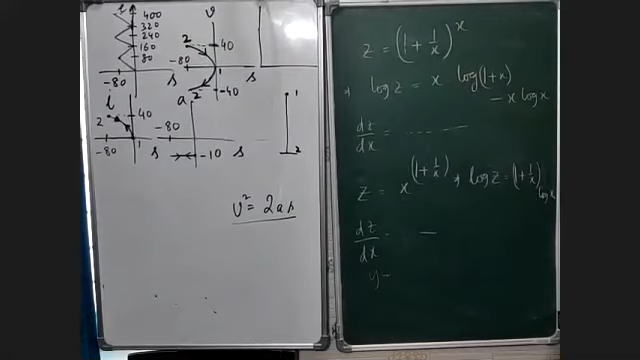 t
400
320
240
160
80
-80
s
v
2
40
-80
s
2
-40
t
2
40
-80
1
s
a
-80
-10
s
1
2
v² = 2as
z = (1 + 1/x)^x
log z = x log(1+x)
- x log x
dz/dx = .... —
z = x^(1 + 1/x) ⇒ log z = (1 + 1/x) log x
dz/dx = —
y =